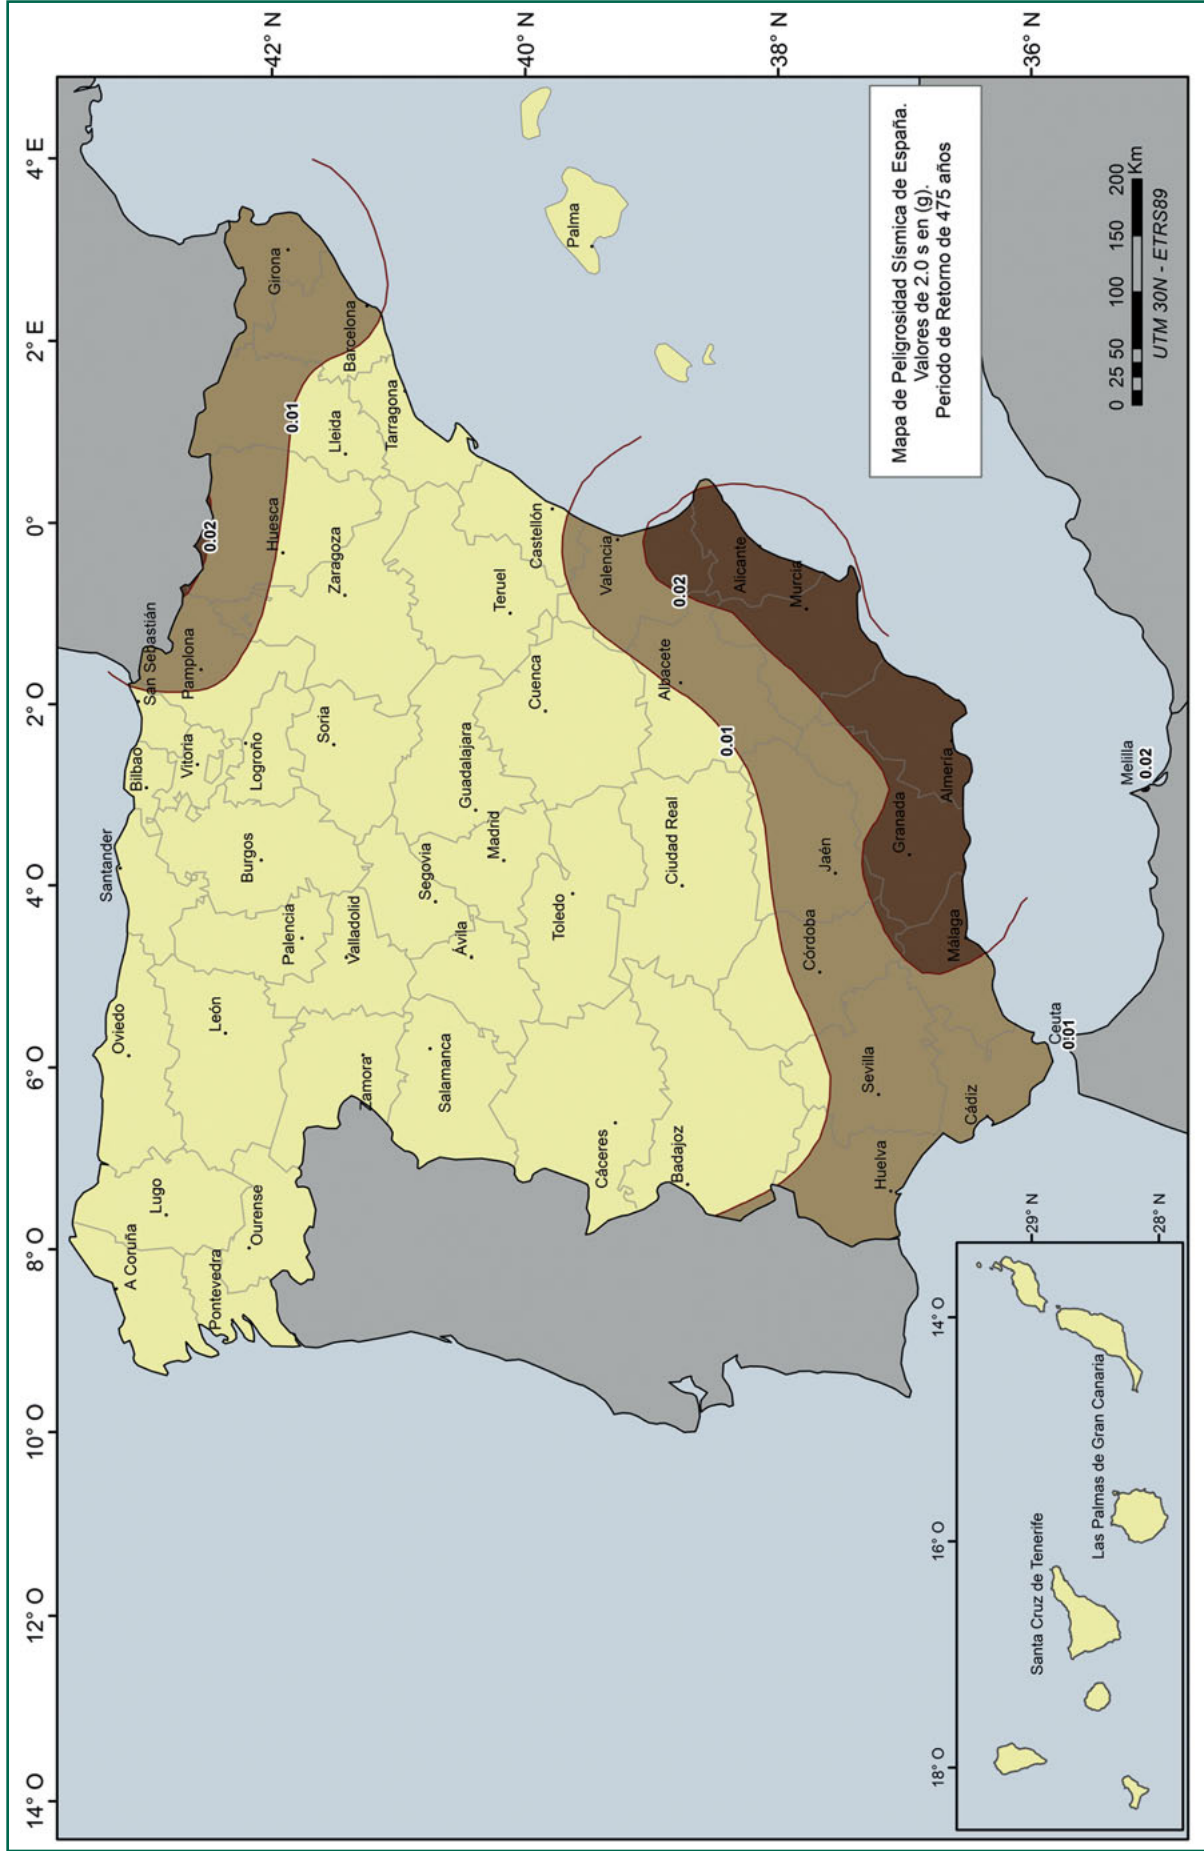 4° E
2° E
0°
2° O
4° O
6° O
8° O
10° O
12° O
14° O
42° N
40° N
38° N
36° N
A Coruña
Lugo
Pontevedra
Ourense
Oviedo
León
Santander
Bilbao
San Sebastián
Vitoria
Pamplona
Logroño
Burgos
Palencia
Valladolid
Zamora
Salamanca
Soria
Segovia
Ávila
Madrid
Guadalajara
Huesca
Zaragoza
Teruel
Lleida
Girona
Barcelona
Tarragona
Castellón
Cuenca
Toledo
Cáceres
Badajoz
Ciudad Real
Albacete
Valencia
Alicante
Murcia
Palma
Jaén
Córdoba
Sevilla
Huelva
Cádiz
Granada
Almería
Málaga
Ceuta
0.01
Melilla
0.02
0.02
0.01
0.02
0.01
Mapa de Peligrosidad Sísmica de España.
Valores de 2.0 s en (g).
Periodo de Retorno de 475 años
0 25 50 100 150 200
Km
UTM 30N - ETRS89
Santa Cruz de Tenerife
Las Palmas de Gran Canaria
18° O
16° O
14° O
29° N
28° N